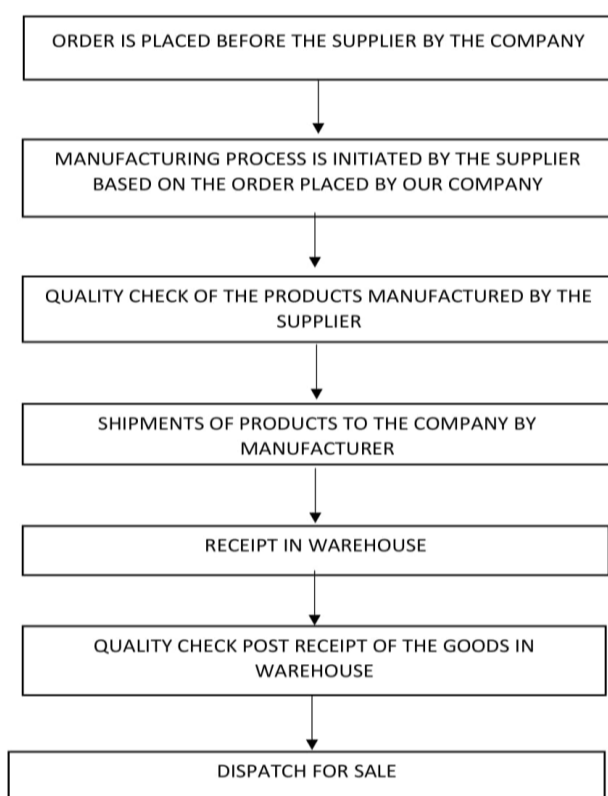 ORDER IS PLACED BEFORE THE SUPPLIER BY THE COMPANY
MANUFACTURING PROCESS IS INITIATED BY THE SUPPLIER
BASED ON THE ORDER PLACED BY OUR COMPANY
QUALITY CHECK OF THE PRODUCTS MANUFACTURED BY THE
SUPPLIER
SHIPMENTS OF PRODUCTS TO THE COMPANY BY
MANUFACTURER
RECEIPT IN WAREHOUSE
QUALITY CHECK POST RECEIPT OF THE GOODS IN
WAREHOUSE
DISPATCH FOR SALE